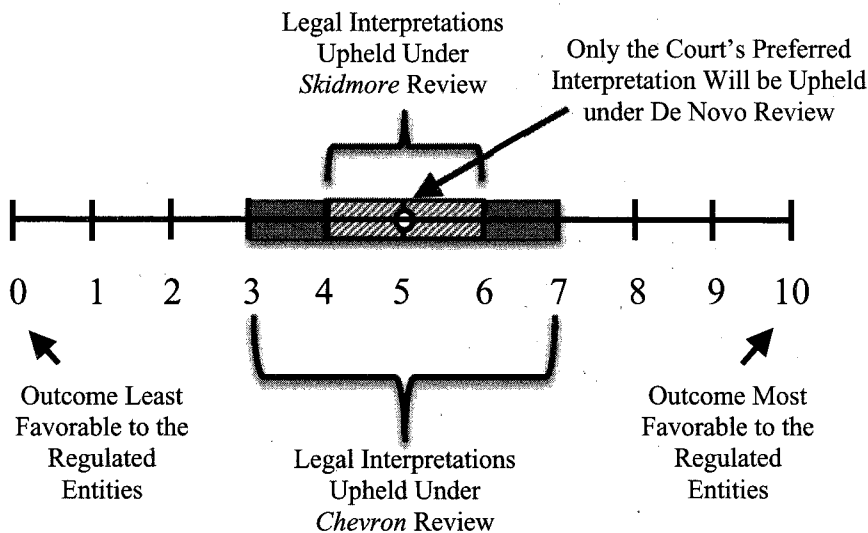 Legal Interpretations
Upheld Under
Skidmore Review
Only the Court's Preferred
Interpretation Will be Upheld
under De Novo Review
0 1 2 3 4 5 6 7 8 9 10
Outcome Least
Favorable to the
Regulated
Entities
Legal Interpretations
Upheld Under
Chevron Review
Outcome Most
Favorable to the
Regulated
Entities